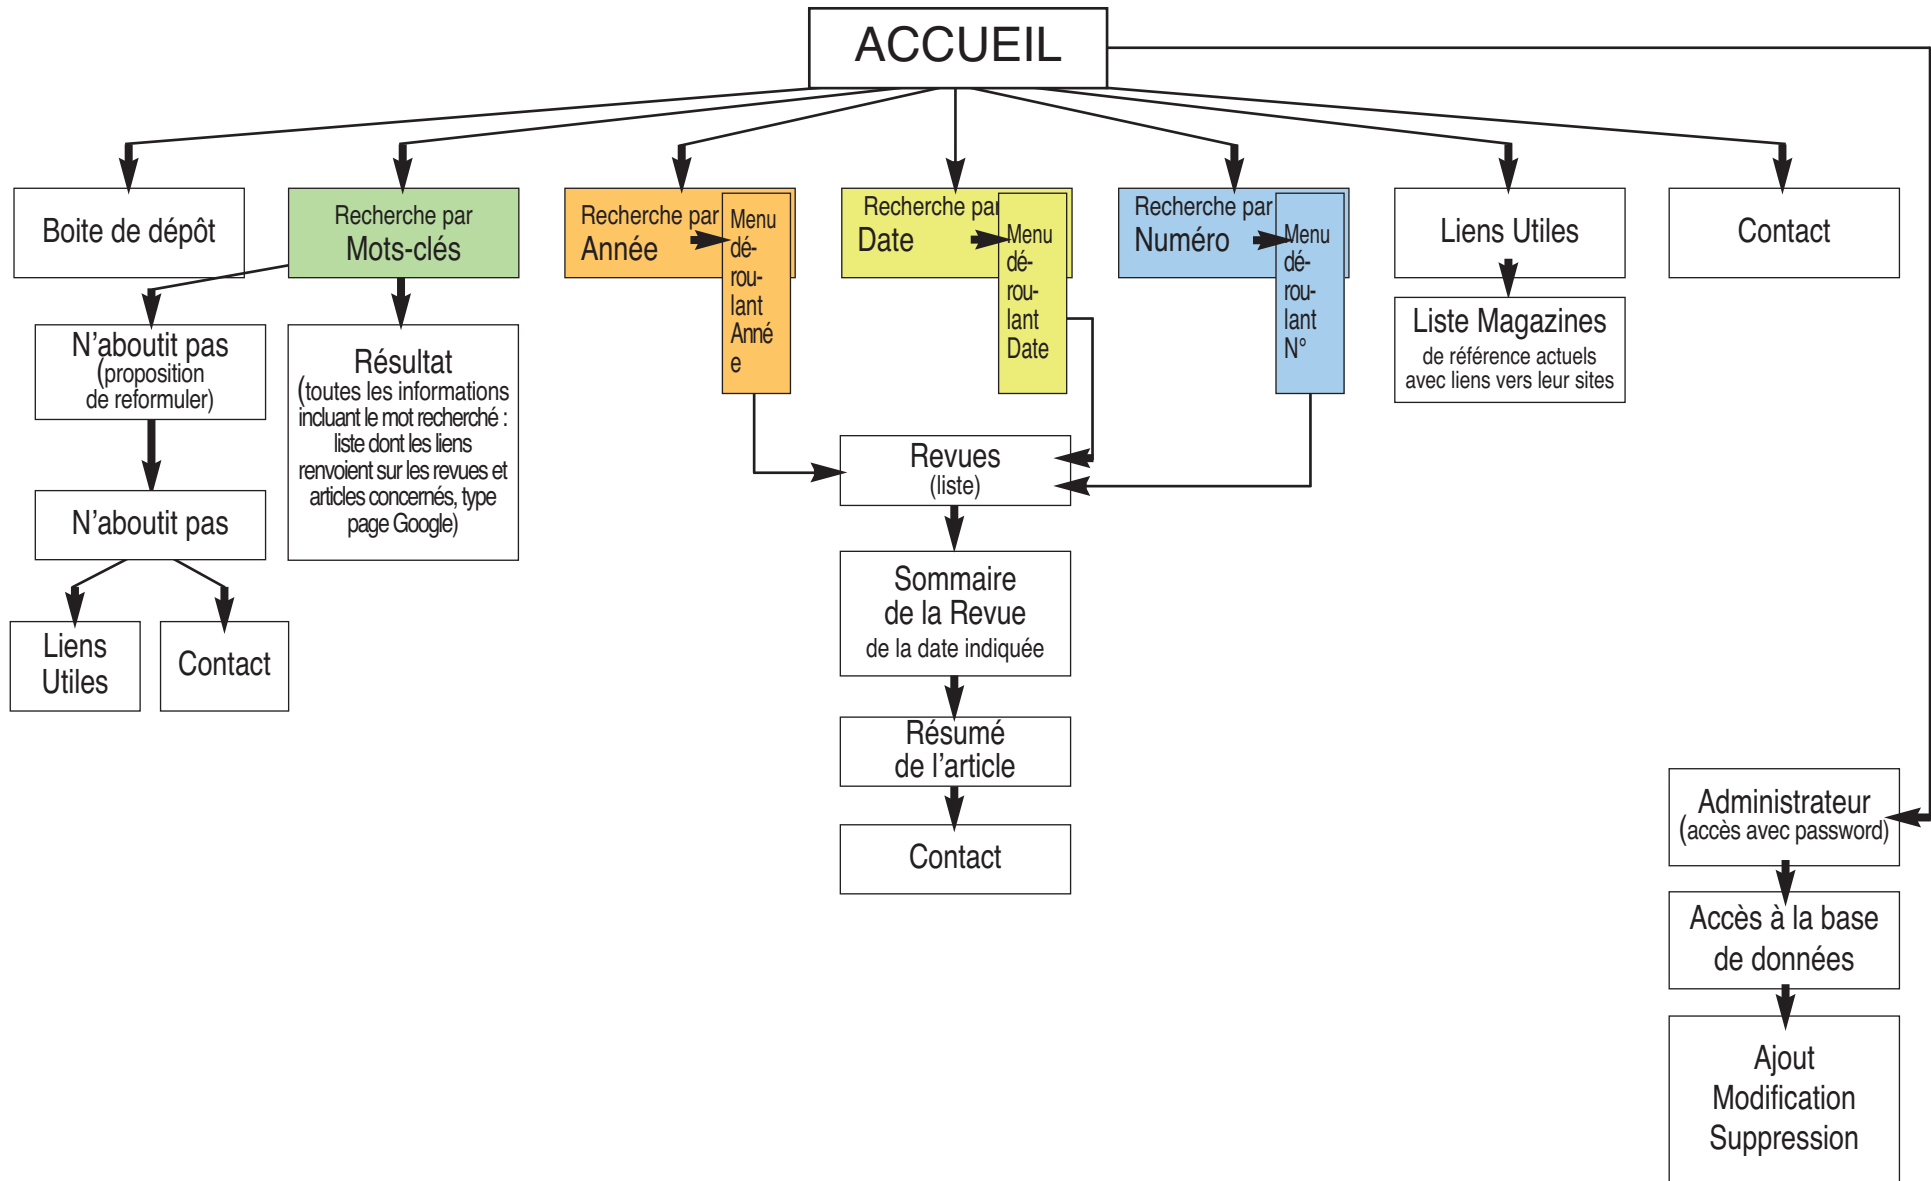 ACCUEIL
Boite de dépôt
Recherche par
Mots-clés
Recherche par
Année
Menu
dé-
rou-
lant
Anné
e
Recherche par
Date
Menu
dé-
rou-
lant
Date
Recherche par
Numéro
Menu
dé-
rou-
lant
N°
Liens Utiles
Contact
N'aboutit pas
(proposition
de reformuler)
Résultat
(toutes les informations
incluant le mot recherché :
liste dont les liens
renvoient sur les revues et
articles concernés, type
page Google)
Liste Magazines
de référence actuels
avec liens vers leur sites
Revues
(liste)
N'aboutit pas
Sommaire
de la Revue
de la date indiquée
Liens
Utiles
Contact
Résumé
de l'article
Contact
Administrateur
(accès avec password)
Accès à la base
de données
Ajout
Modification
Suppression